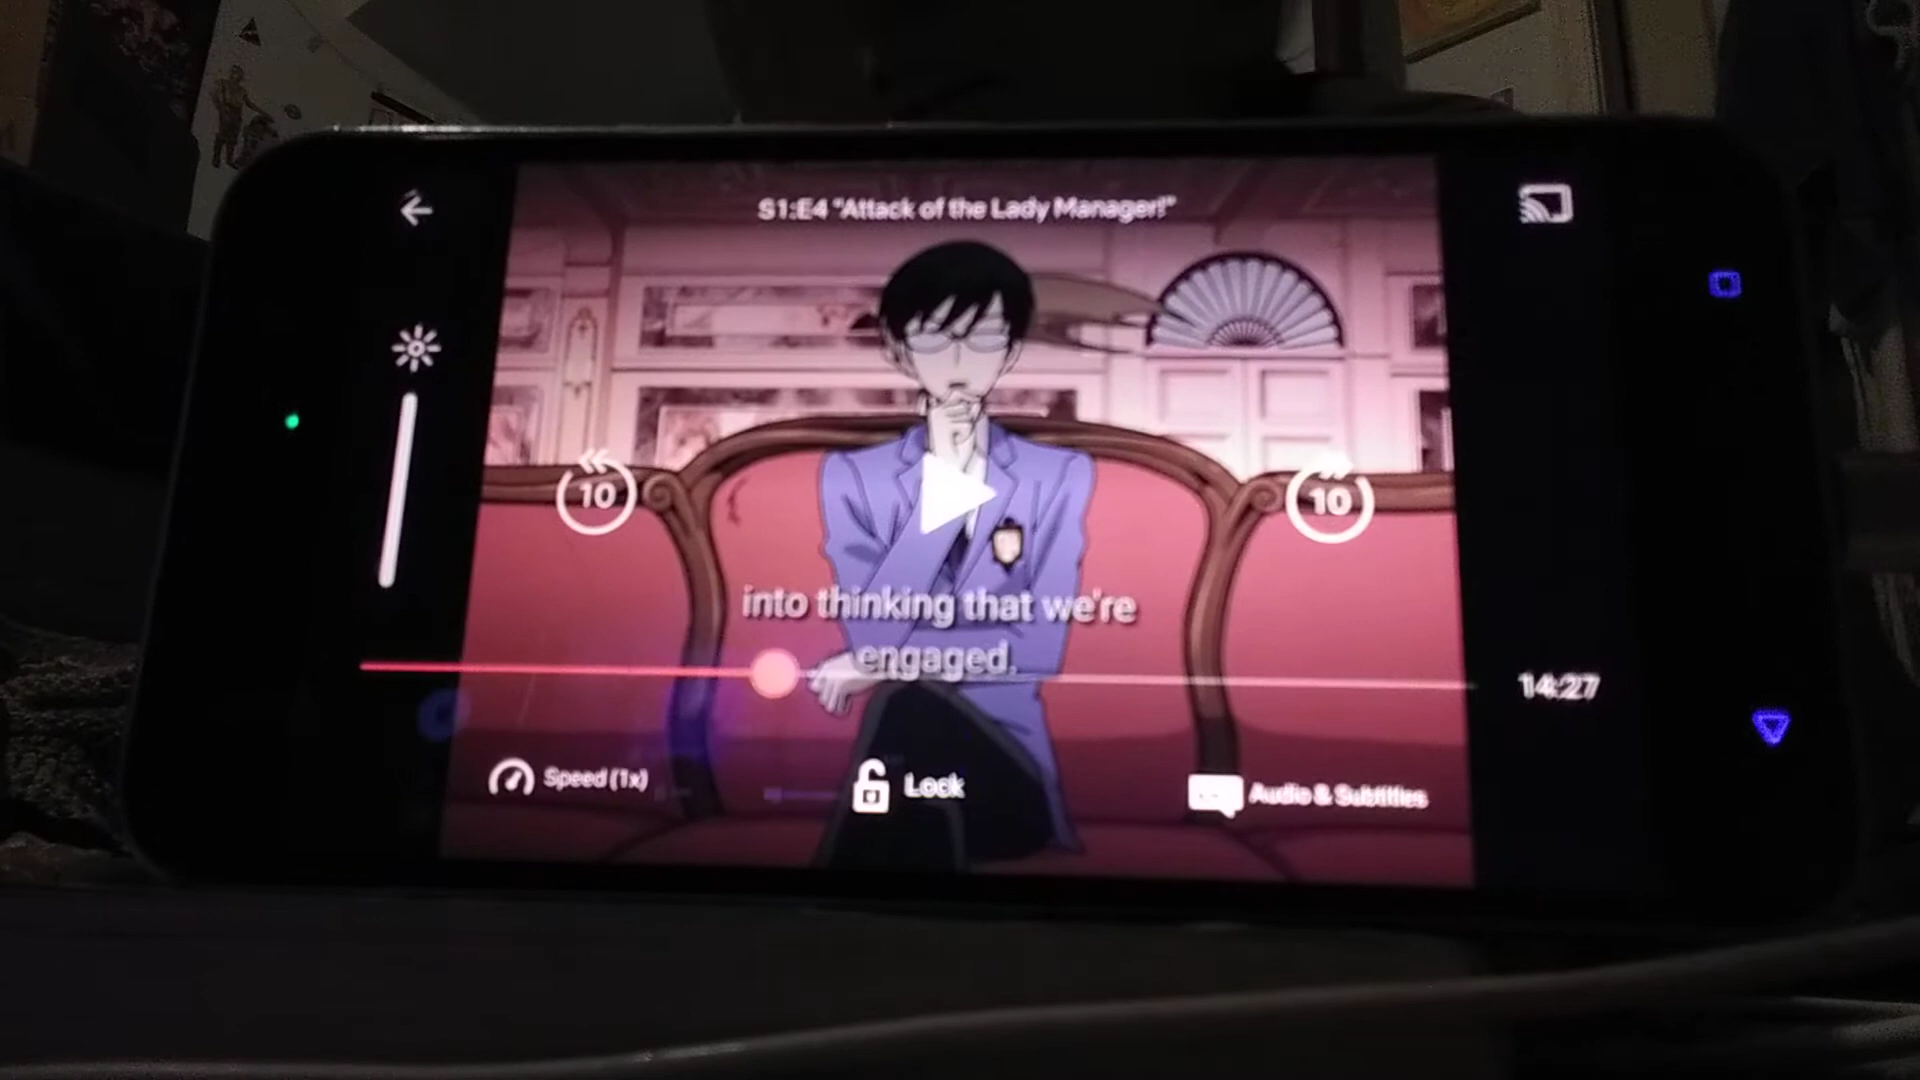 S1:E4 "Attack of the Lady Manager!"
10
10
into thinking that we're
engaged.
14:27
Speed (1x)
Lock
Audio & Subtitles